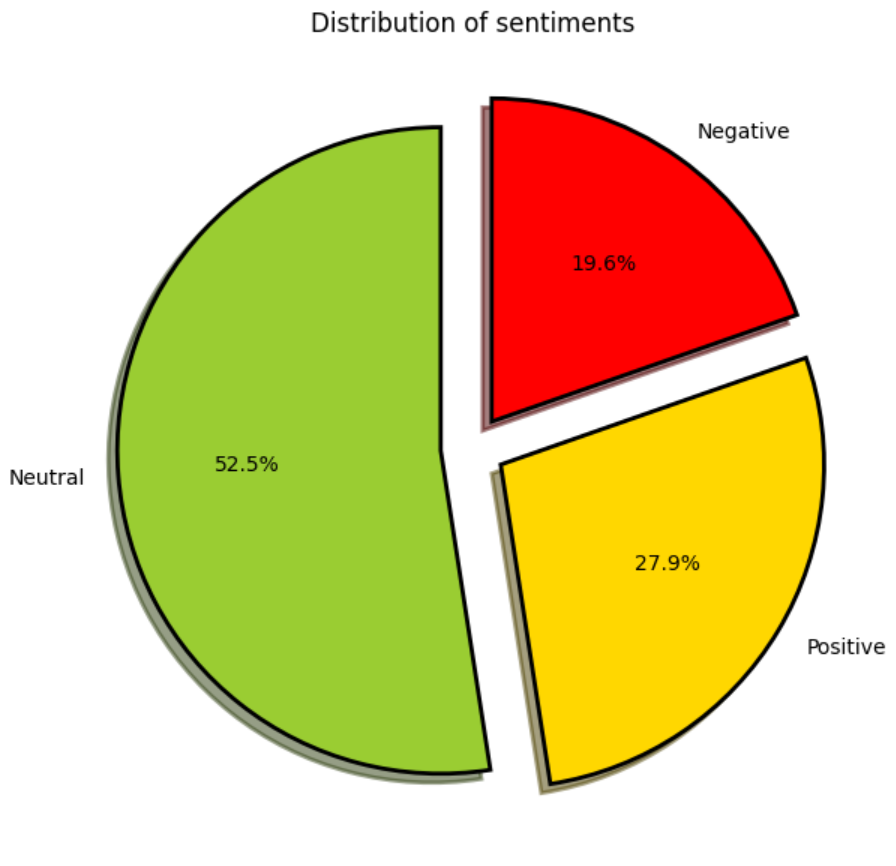 Distribution of sentiments
Negative
19.6%
Neutral
52.5%
27.9%
Positive